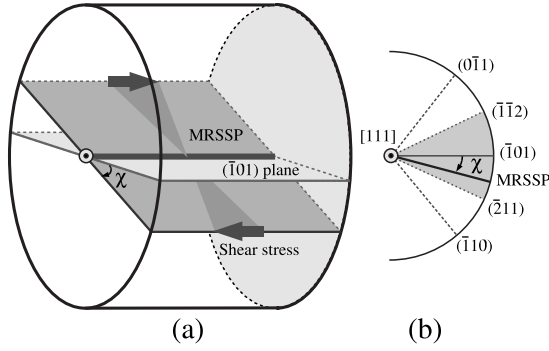 MRSSP
(1̄01) plane
χ
Shear stress
(a)
(01̄1)
(1̄1̄2)
[111]
(1̄01)
χ
MRSSP
(2̄11)
(1̄10)
(b)